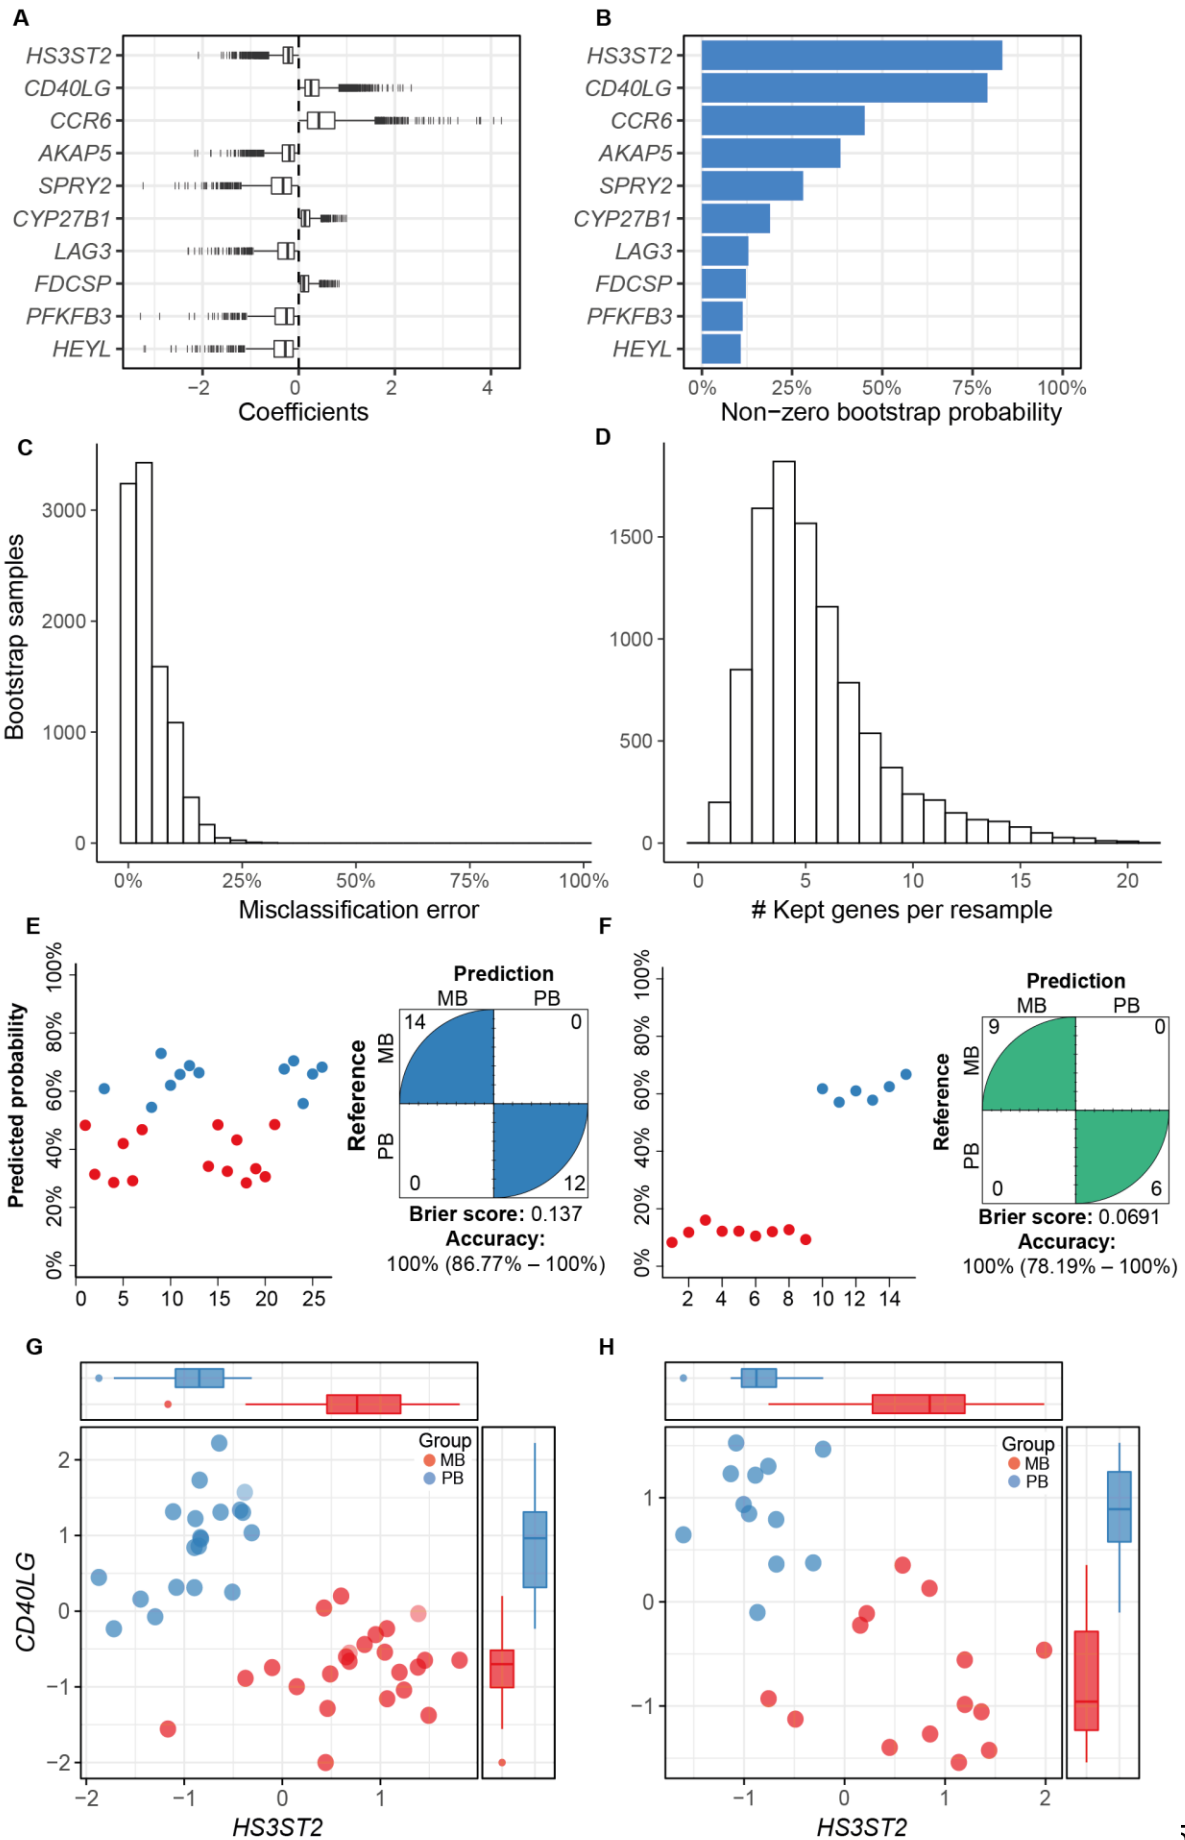 A
HS3ST2
CD40LG
CCR6
AKAP5
SPRY2
CYP27B1
LAG3
FDCSP
PFKFB3
HEYL
−2 0 2 4
Coefficients
B
HS3ST2
CD40LG
CCR6
AKAP5
SPRY2
CYP27B1
LAG3
FDCSP
PFKFB3
HEYL
0% 25% 50% 75% 100%
Non−zero bootstrap probability
C
Bootstrap samples
3000
2000
1000
0
0% 25% 50% 75% 100%
Misclassification error
D
1500
1000
500
0
0 5 10 15 20
# Kept genes per resample
E
Predicted probability
100%
80%
60%
40%
20%
0%
0 5 10 15 20 25
Prediction
MB PB
Reference
MB
PB
14 0
0 12
Brier score: 0.137
Accuracy:
100% (86.77% – 100%)
F
100%
80%
60%
40%
20%
0%
2 4 6 8 10 12 14
Prediction
MB PB
Reference
MB
PB
9 0
0 6
Brier score: 0.0691
Accuracy:
100% (78.19% – 100%)
G
Group
MB
PB
CD40LG
2
1
0
−1
−2
−2 −1 0 1
HS3ST2
H
Group
MB
PB
1
0
−1
−1 0 1 2
HS3ST2